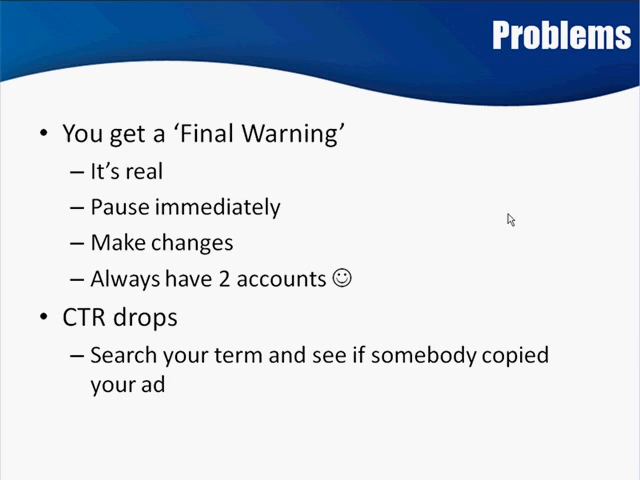 Problems
• You get a ‘Final Warning’
– It’s real
– Pause immediately
– Make changes
– Always have 2 accounts ☺
• CTR drops
– Search your term and see if somebody copied
your ad